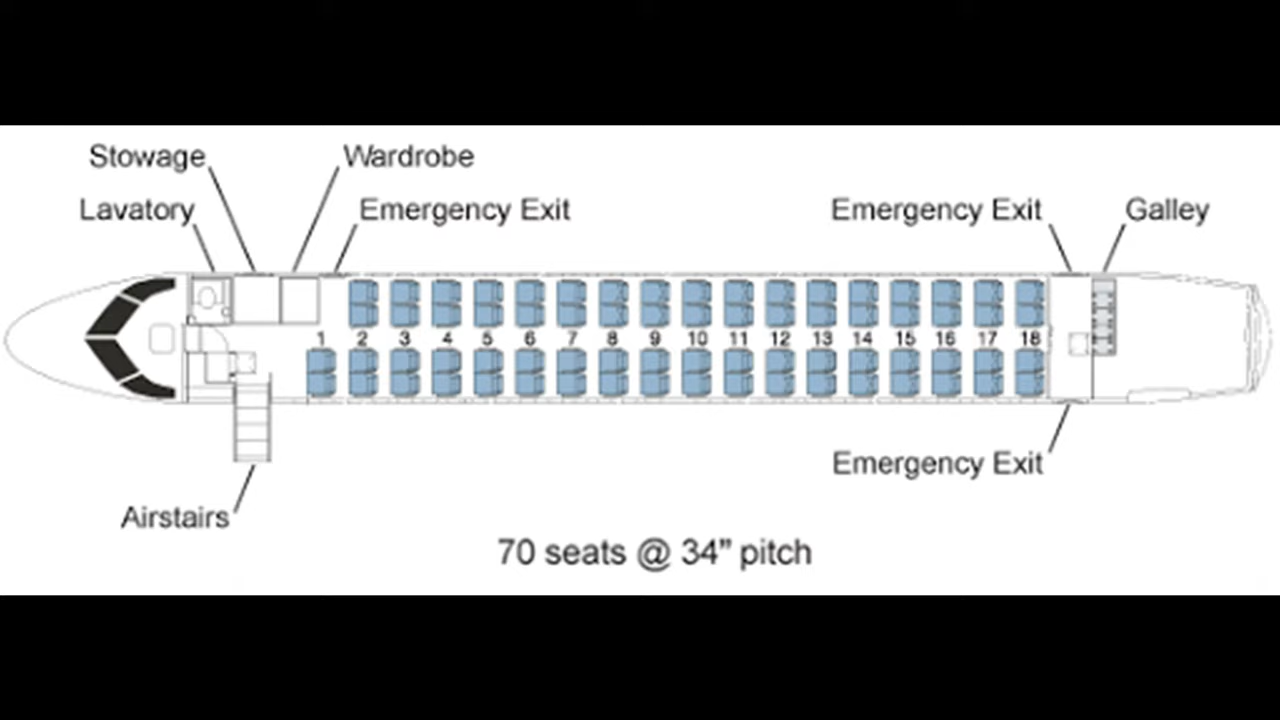 Stowage
Wardrobe
Lavatory
Emergency Exit
Emergency Exit
Galley
1 2 3 4 5 6 7 8 9 10 11 12 13 14 15 16 17 18
Emergency Exit
Airstairs
70 seats @ 34” pitch